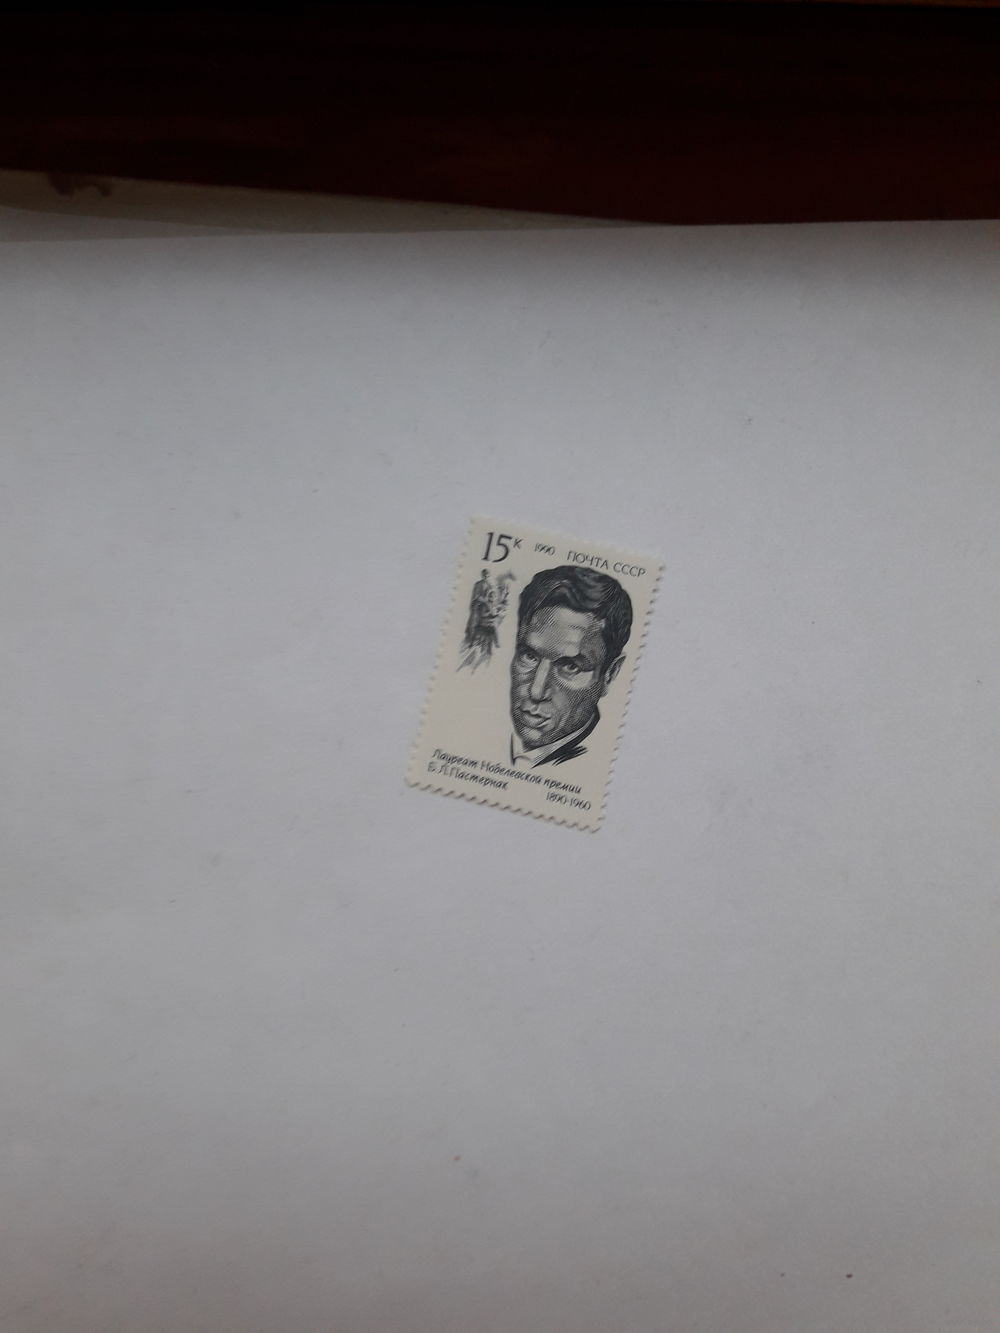 15к 1990 ПОЧТА СССР
Лауреат Нобелевской премии
Б.Л.Пастернак 1890-1960